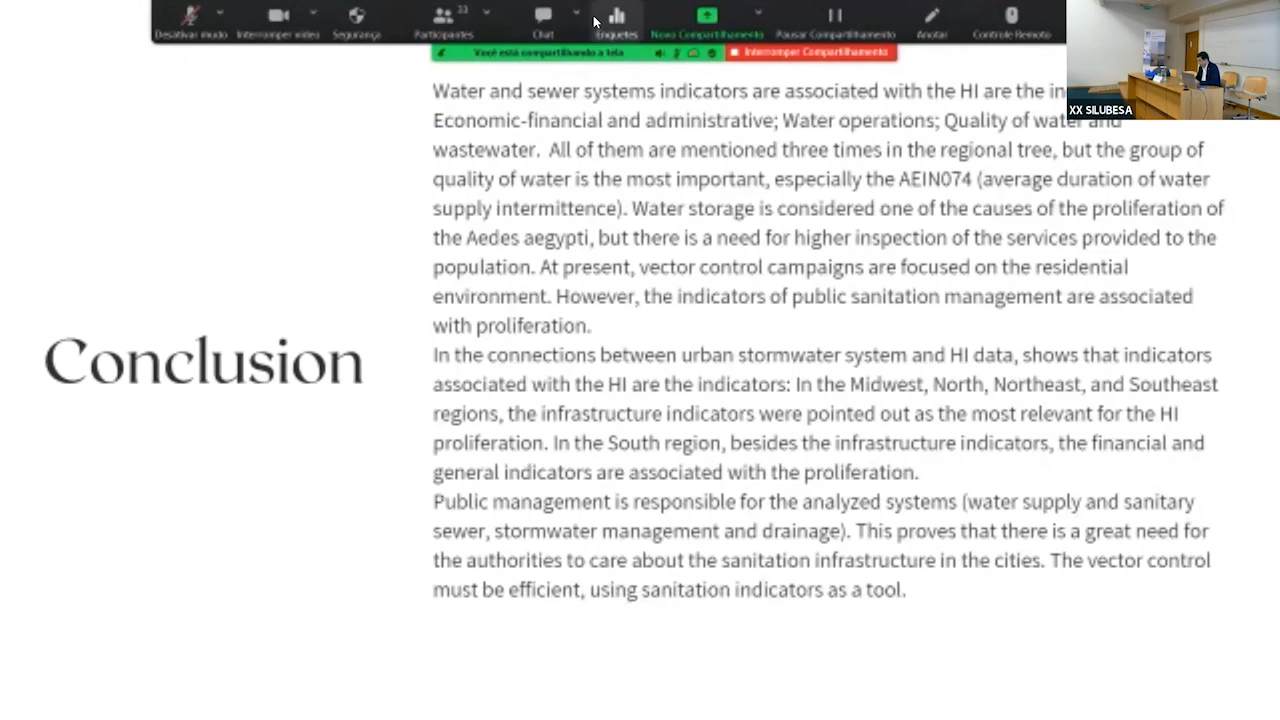 33
Desativar mudo
Interromper vídeo
Segurança
Participantes
Chat
Enquetes
Novo Compartilhamento
Pausar Compartilhamento
Anotar
Controle Remoto
Você está compartilhando a tela
Interromper Compartilhamento
XX SILUBESA
Conclusion
Water and sewer systems indicators are associated with the HI are the
Economic-financial and administrative; Water operations; Quality of water and
wastewater. All of them are mentioned three times in the regional tree, but the group of
quality of water is the most important, especially the AEIN074 (average duration of water
supply intermittence). Water storage is considered one of the causes of the proliferation of
the Aedes aegypti, but there is a need for higher inspection of the services provided to the
population. At present, vector control campaigns are focused on the residential
environment. However, the indicators of public sanitation management are associated
with proliferation.
In the connections between urban stormwater system and HI data, shows that indicators
associated with the HI are the indicators: In the Midwest, North, Northeast, and Southeast
regions, the infrastructure indicators were pointed out as the most relevant for the HI
proliferation. In the South region, besides the infrastructure indicators, the financial and
general indicators are associated with the proliferation.
Public management is responsible for the analyzed systems (water supply and sanitary
sewer, stormwater management and drainage). This proves that there is a great need for
the authorities to care about the sanitation infrastructure in the cities. The vector control
must be efficient, using sanitation indicators as a tool.